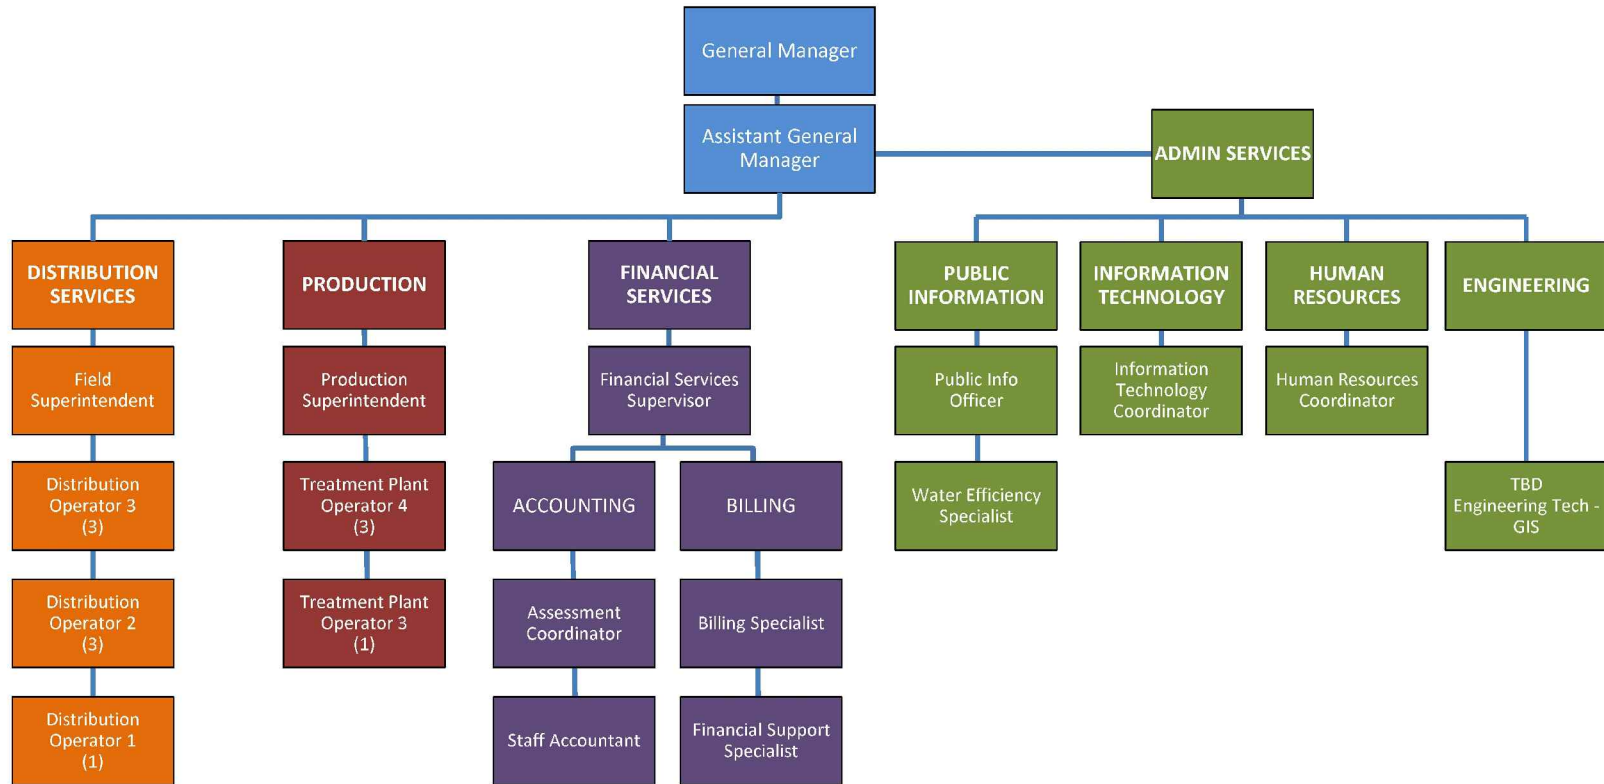 General Manager
Assistant General
Manager
ADMIN SERVICES
DISTRIBUTION
SERVICES
PRODUCTION
FINANCIAL
SERVICES
PUBLIC
INFORMATION
INFORMATION
TECHNOLOGY
HUMAN
RESOURCES
ENGINEERING
Field
Superintendent
Production
Superintendent
Financial Services
Supervisor
Public Info
Officer
Information
Technology
Coordinator
Human Resources
Coordinator
Distribution
Operator 3
(3)
Treatment Plant
Operator 4
(3)
ACCOUNTING
BILLING
Water Efficiency
Specialist
TBD
Engineering Tech -
GIS
Distribution
Operator 2
(3)
Treatment Plant
Operator 3
(1)
Assessment
Coordinator
Billing Specialist
Distribution
Operator 1
(1)
Staff Accountant
Financial Support
Specialist